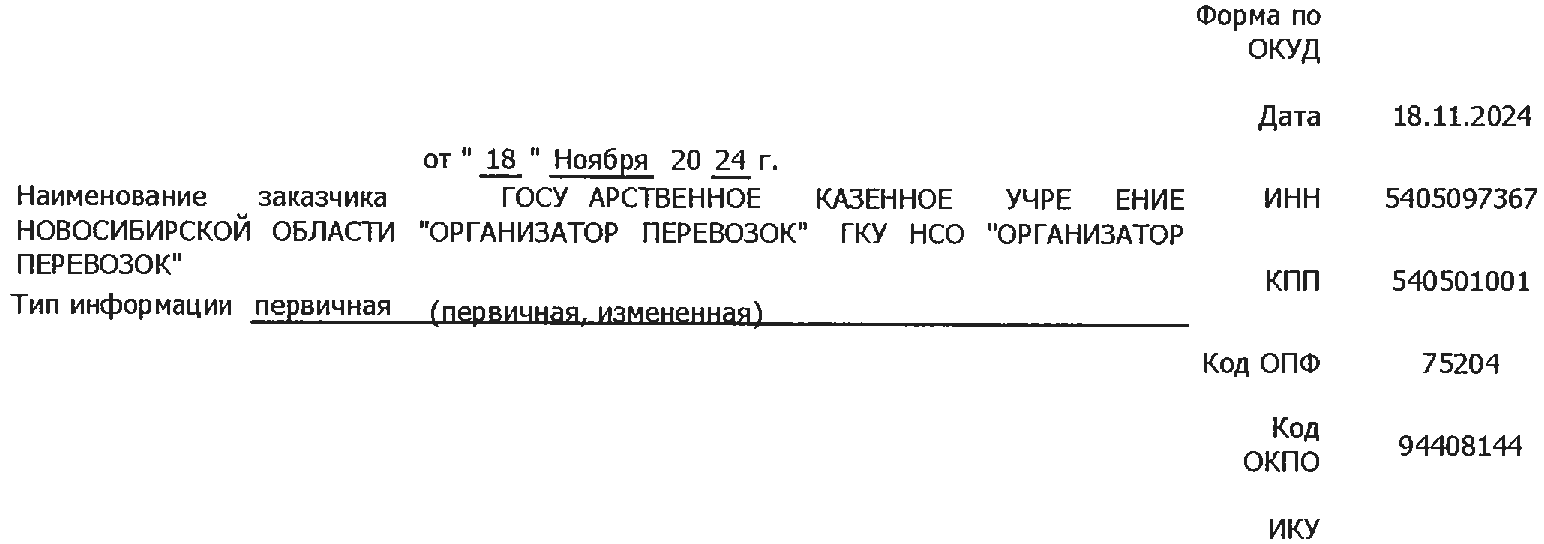 Форма по
ОКУД
Дата 18.11.2024
от " 18 " Ноября 20 24 г.
Наименование заказчика ГОСУ АРСТВЕННОЕ КАЗЕННОЕ УЧРЕ ЕНИЕ
ИНН 5405097367
НОВОСИБИРСКОЙ ОБЛАСТИ "ОРГАНИЗАТОР ПЕРЕВОЗОК" ГКУ НСО "ОРГАНИЗАТОР
ПЕРЕВОЗОК"
КПП 540501001
Тип информации первичная (первичная, измененная)
Код ОПФ 75204
Код
ОКПО 94408144
ИКУ